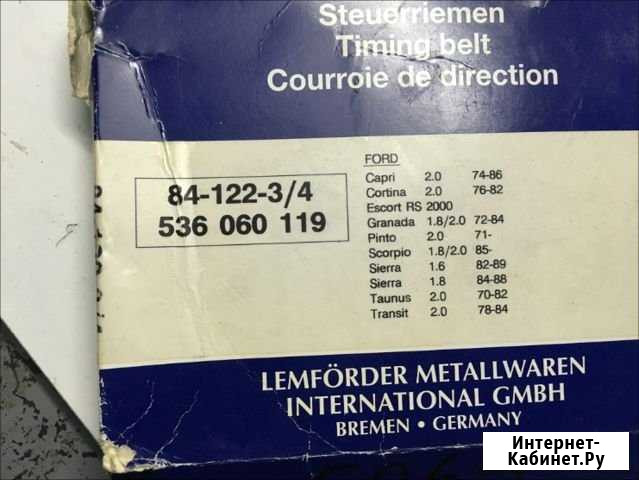 Steuerriemen
Timing belt
Courroie de direction
84-122-3/4
536 060 119
FORD
Capri 2.0 74-86
Cortina 2.0 76-82
Escort RS 2000
Granada 1.8/2.0 72-84
Pinto 2.0 71-
Scorpio 1.8/2.0 85-
Sierra 1.6 82-89
Sierra 1.8 84-88
Taunus 2.0 70-82
Transit 2.0 78-84
LEMFÖRDER METALLWAREN
INTERNATIONAL GMBH
BREMEN • GERMANY
Интернет-
Кабинет.Ру